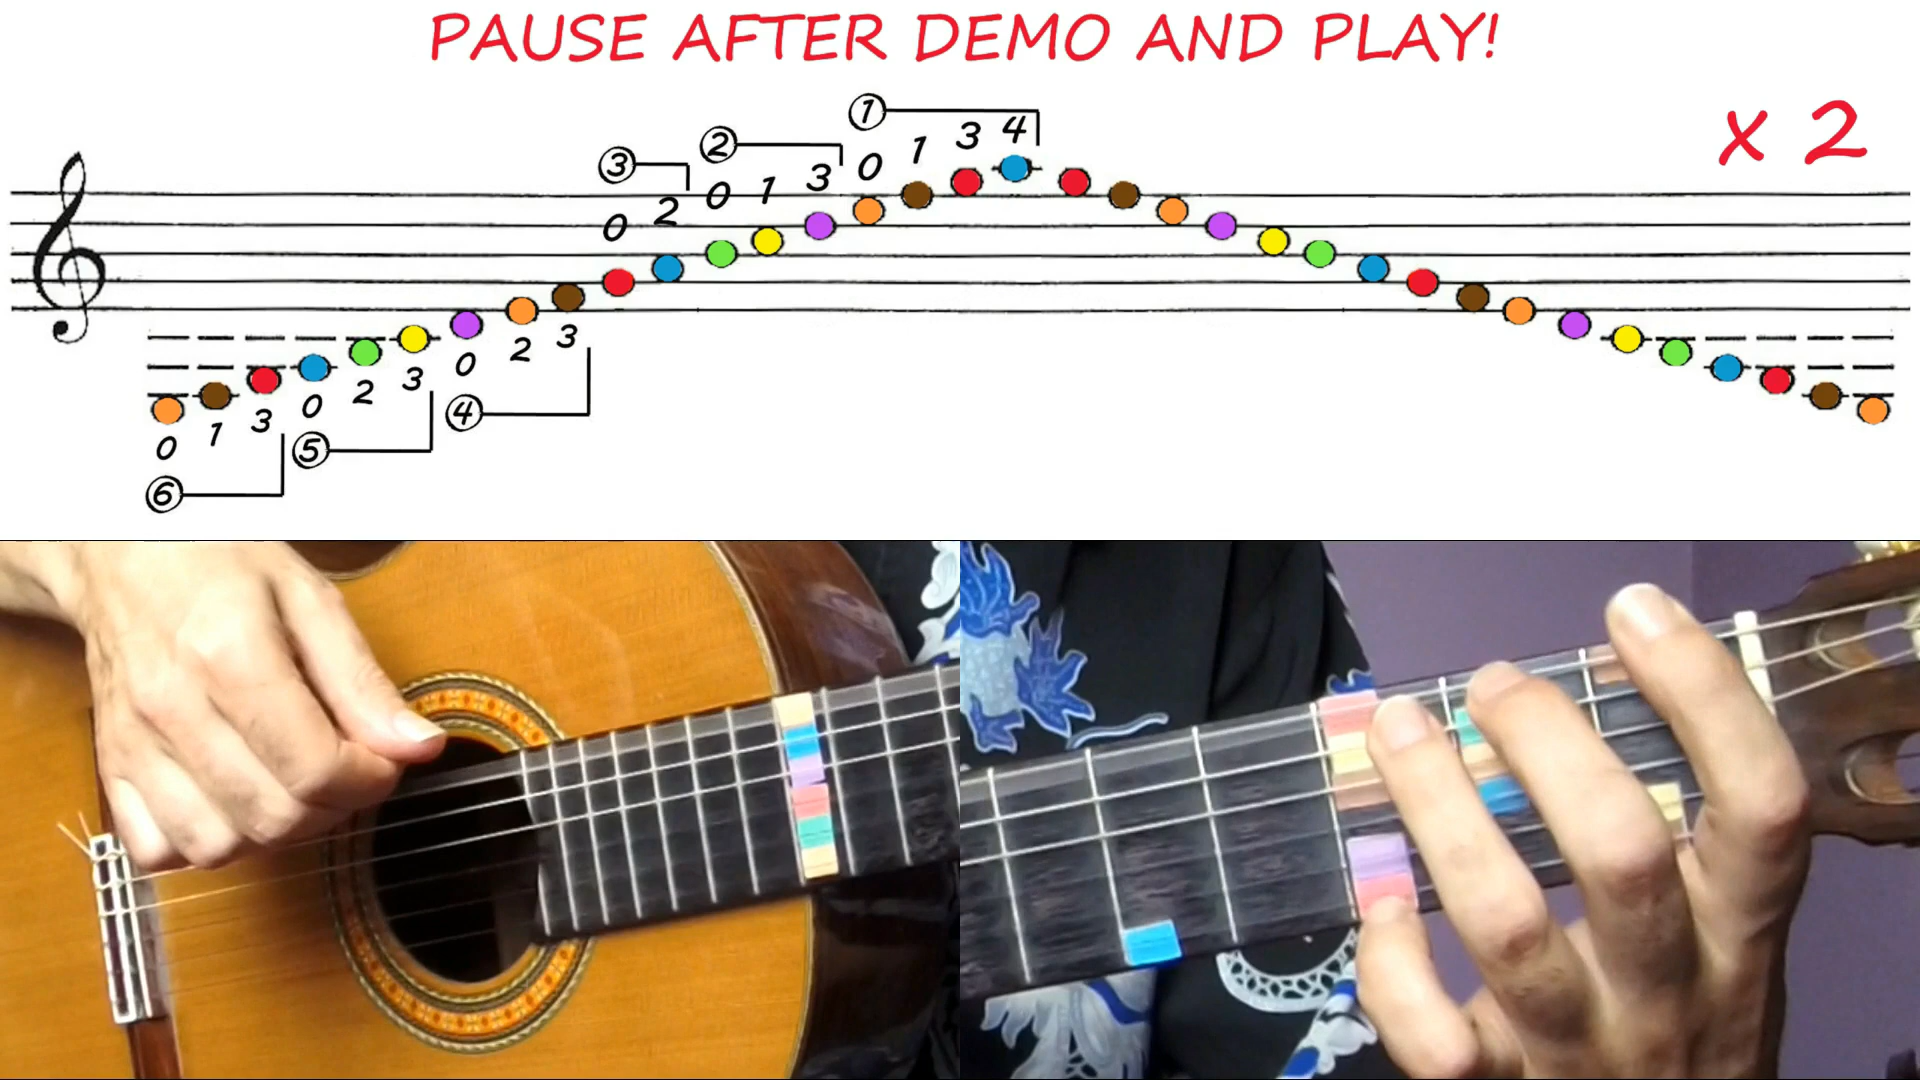 PAUSE AFTER DEMO AND PLAY!
x 2
① 
0 1 3 4
②
0 1 3
③
0 2
0 2 3
④
0 2 3
⑤
0 1 3
⑥